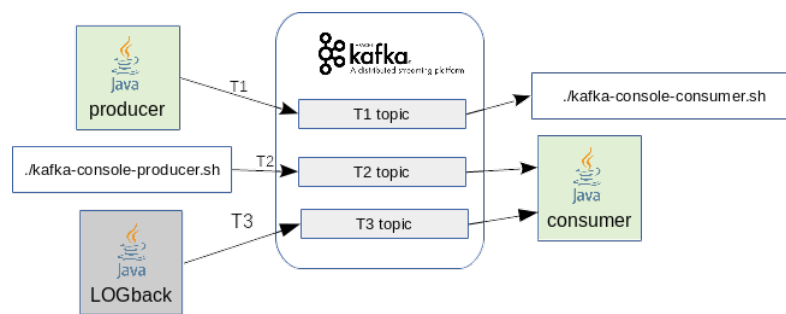 Java
producer
T1
APACHE
kafka
A distributed streaming platform
T1 topic
./kafka-console-consumer.sh
./kafka-console-producer.sh
T2
T2 topic
Java
consumer
T3
T3 topic
Java
LOGback